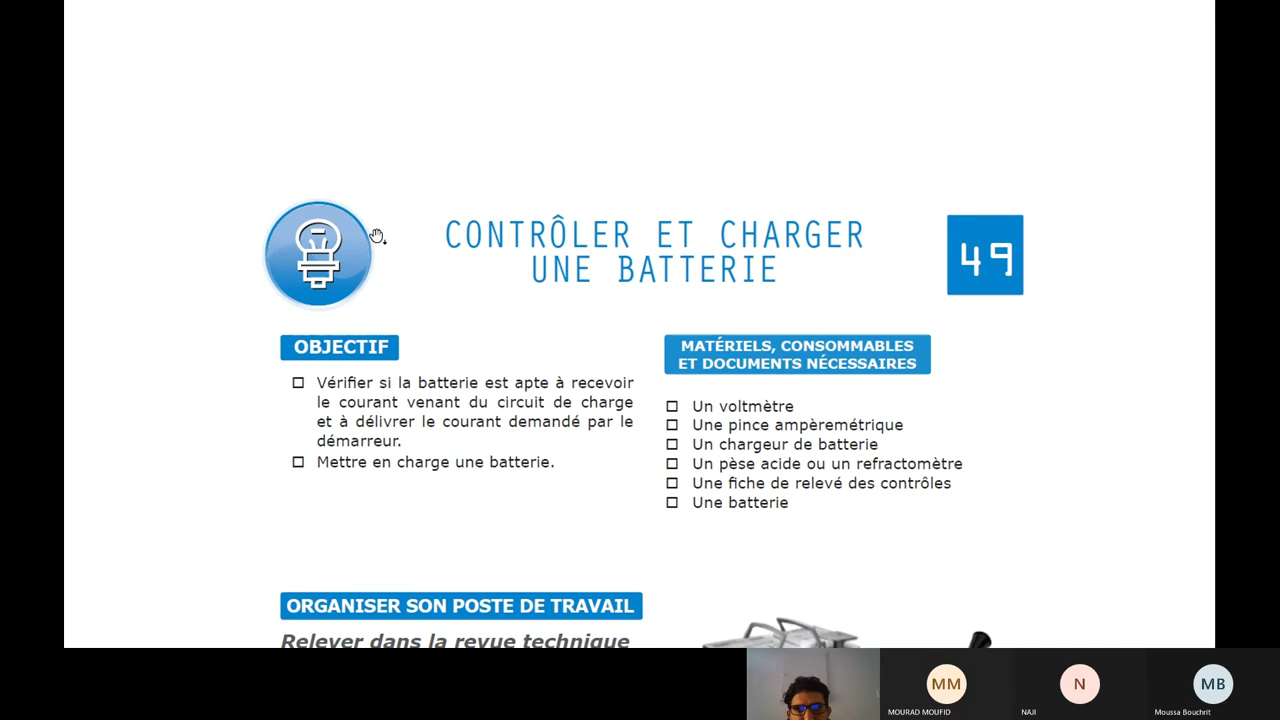 CONTRÔLER ET CHARGER
UNE BATTERIE
49
OBJECTIF
☐ Vérifier si la batterie est apte à recevoir
le courant venant du circuit de charge
et à délivrer le courant demandé par le
démarreur.
☐ Mettre en charge une batterie.
MATÉRIELS, CONSOMMABLES
ET DOCUMENTS NÉCESSAIRES
☐ Un voltmètre
☐ Une pince ampèremétrique
☐ Un chargeur de batterie
☐ Un pèse acide ou un refractomètre
☐ Une fiche de relevé des contrôles
☐ Une batterie
ORGANISER SON POSTE DE TRAVAIL
Relever dans la revue technique
MM
MOURAD MOUFID
N
NAJI
MB
Moussa Bouchrit